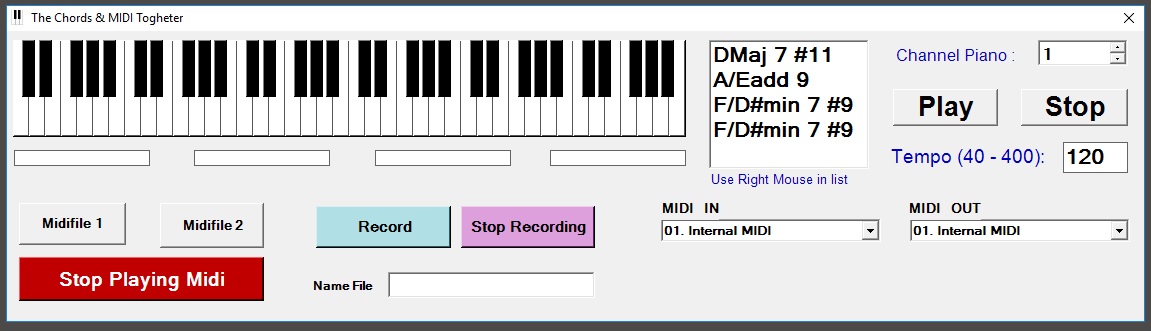 The Chords & MIDI Togheter
DMaj 7 #11
A/Eadd 9
F/D#min 7 #9
F/D#min 7 #9
Use Right Mouse in list
Channel Piano :
1
Play
Stop
Tempo (40 - 400):
120
Midifile 1
Midifile 2
Record
Stop Recording
MIDI IN
01. Internal MIDI
MIDI OUT
01. Internal MIDI
Stop Playing Midi
Name File